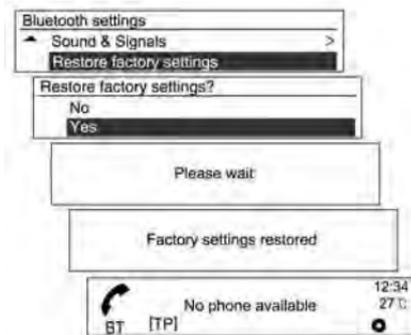 Bluetooth settings
Sound & Signals >
Restore factory settings
Restore factory settings?
No
Yes
Please wait
Factory settings restored
12:34
No phone available 27 °C
BT [TP]